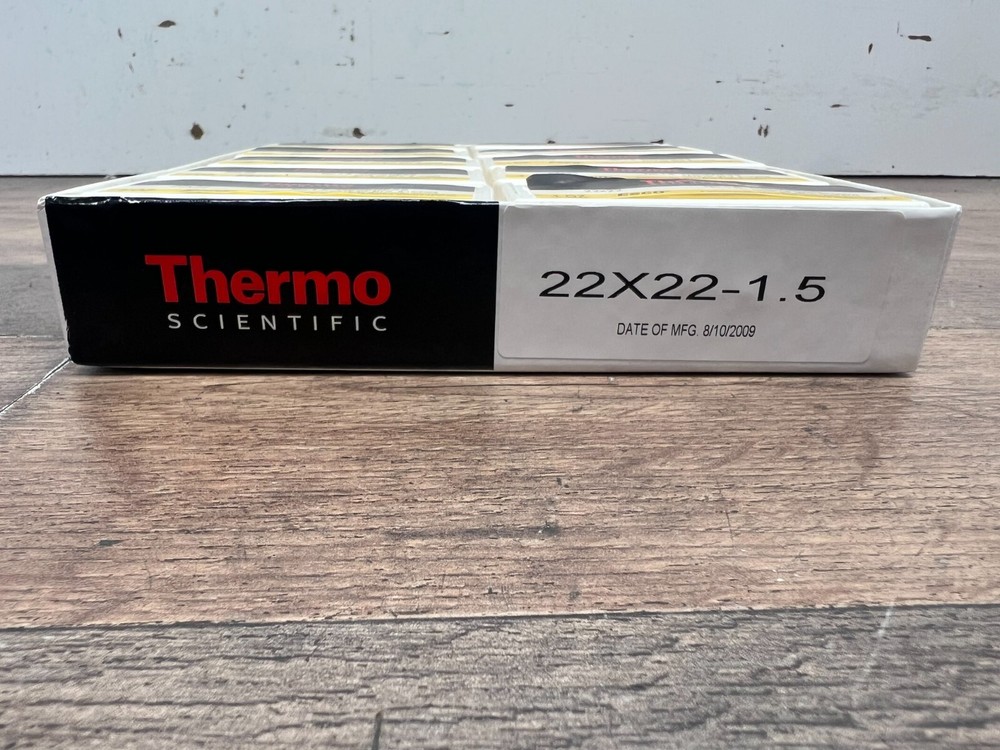 Thermo
SCIENTIFIC
22X22-1.5
DATE OF MFG. 8/10/2009